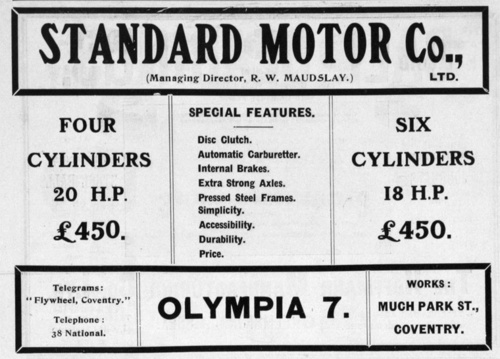 STANDARD MOTOR Co., LTD.
(Managing Director, R. W. MAUDSLAY.)
FOUR
CYLINDERS
20 H.P.
£450.
SPECIAL FEATURES.
Disc Clutch.
Automatic Carburetter.
Internal Brakes.
Extra Strong Axles.
Pressed Steel Frames.
Simplicity.
Accessibility.
Durability.
Price.
SIX
CYLINDERS
18 H.P.
£450.
Telegrams:
"Flywheel, Coventry."
Telephone:
38 National.
OLYMPIA 7.
WORKS:
MUCH PARK ST.,
COVENTRY.